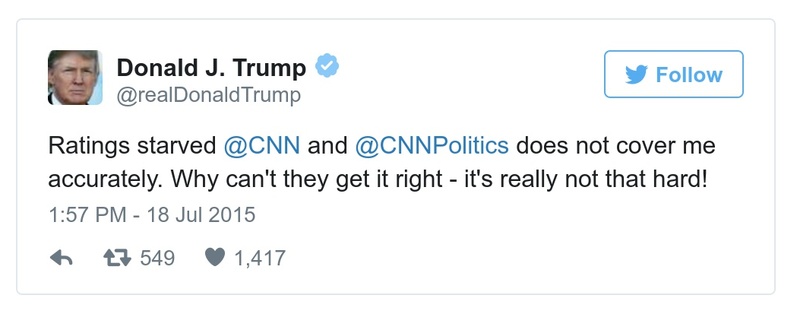 Donald J. Trump
@realDonaldTrump
Follow
Ratings starved @CNN and @CNNPolitics does not cover me
accurately. Why can't they get it right - it's really not that hard!
1:57 PM - 18 Jul 2015
549 1,417